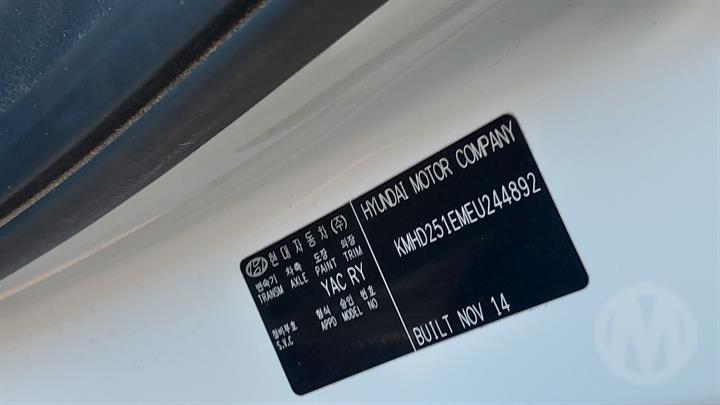 현대자동차(주)
변속기 차축 도장 의장
TRANSM AXLE PAINT TRIM
YAC RY
형식 승인 번호
APPD MODEL NO
정비부호
S.V.C
HYUNDAI MOTOR COMPANY
KMHD251EMEU244892
BUILT NOV 14
M